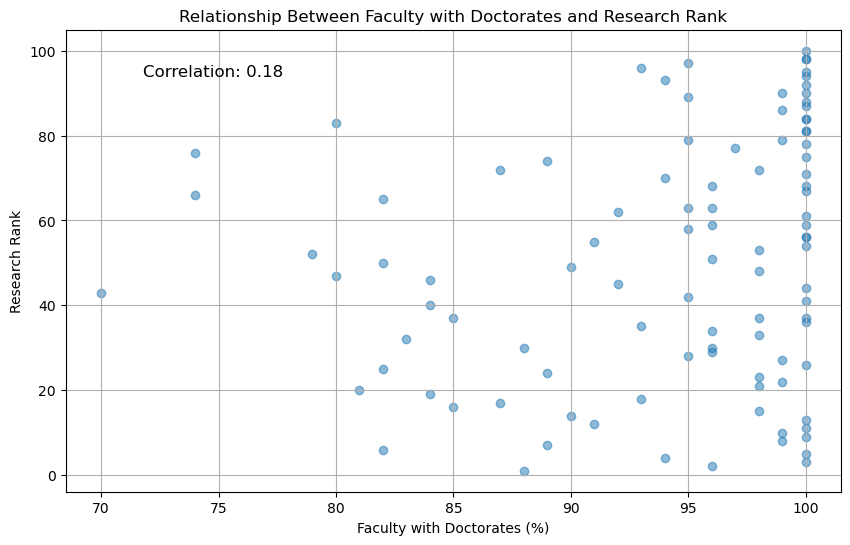 Relationship Between Faculty with Doctorates and Research Rank
Correlation: 0.18
Research Rank
100
80
60
40
20
0
70 75 80 85 90 95 100
Faculty with Doctorates (%)